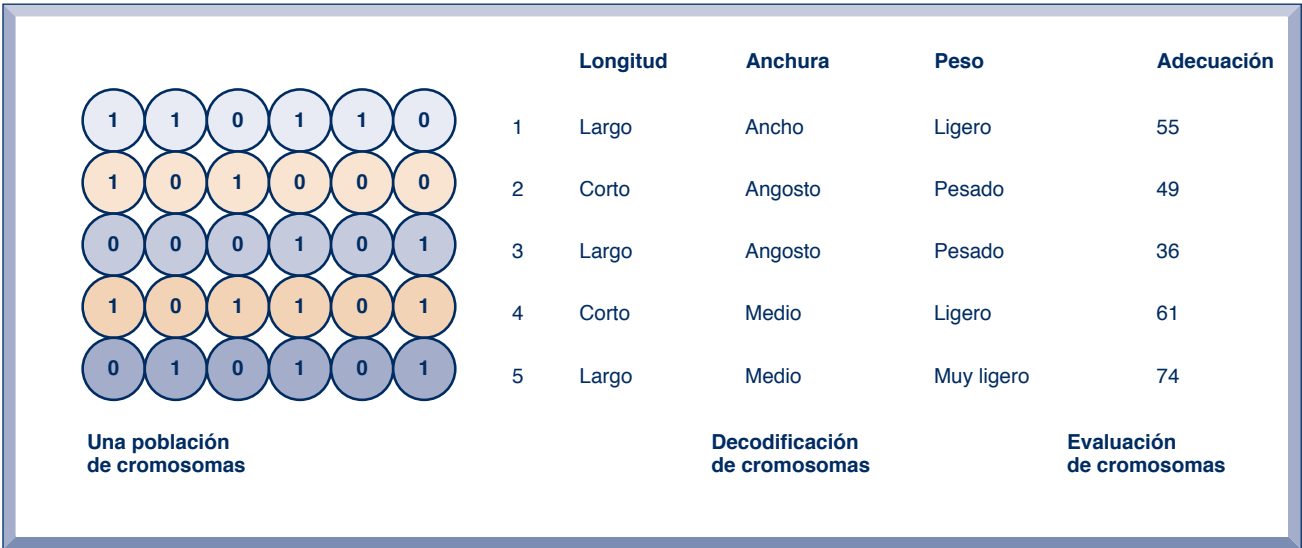 Longitud Anchura Peso Adecuación
1 1 0 1 1 0 1 Largo Ancho Ligero 55
1 0 1 0 0 0 2 Corto Angosto Pesado 49
0 0 0 1 0 1 3 Largo Angosto Pesado 36
1 0 1 1 0 1 4 Corto Medio Ligero 61
0 1 0 1 0 1 5 Largo Medio Muy ligero 74
Una población
de cromosomas
Decodificación
de cromosomas
Evaluación
de cromosomas